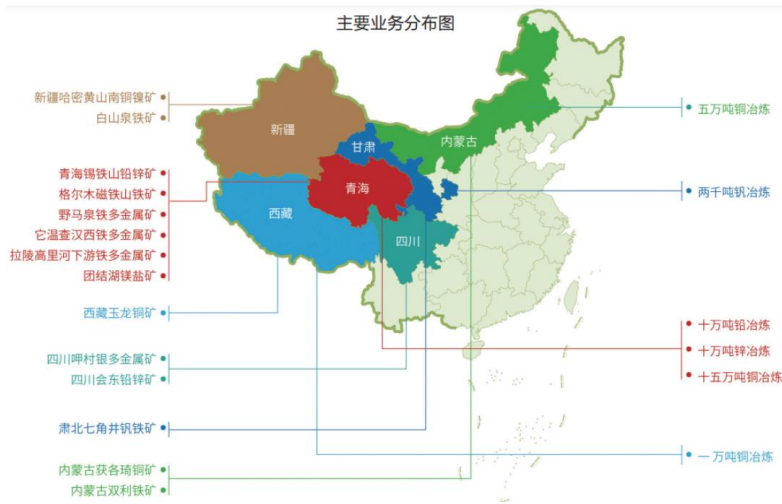 主要业务分布图
新疆哈密黄山南铜镍矿
白山泉铁矿
青海锡铁山铅锌矿
格尔木磁铁山铁矿
野马泉铁多金属矿
它温查汉西铁多金属矿
拉陵高里河下游铁多金属矿
团结湖镁盐矿
西藏玉龙铜矿
四川呷村银多金属矿
四川会东铅锌矿
肃北七角井钒铁矿
内蒙古获各琦铜矿
内蒙古双利铁矿
新疆
甘肃
内蒙古
青海
西藏
四川
五万吨铜冶炼
两千吨钒冶炼
十万吨铅冶炼
十万吨锌冶炼
十五万吨铜冶炼
一万吨铜冶炼